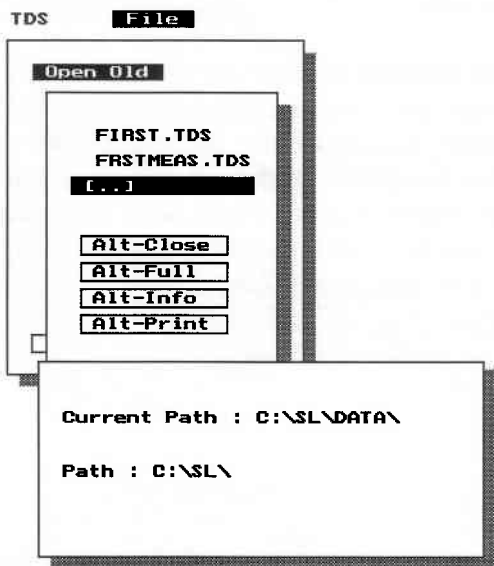 TDS File
Open Old
FIRST.TDS
FRSTMEAS.TDS
[..]
Alt-Close
Alt-Full
Alt-Info
Alt-Print
Current Path : C:\SL\DATA\
Path : C:\SL\